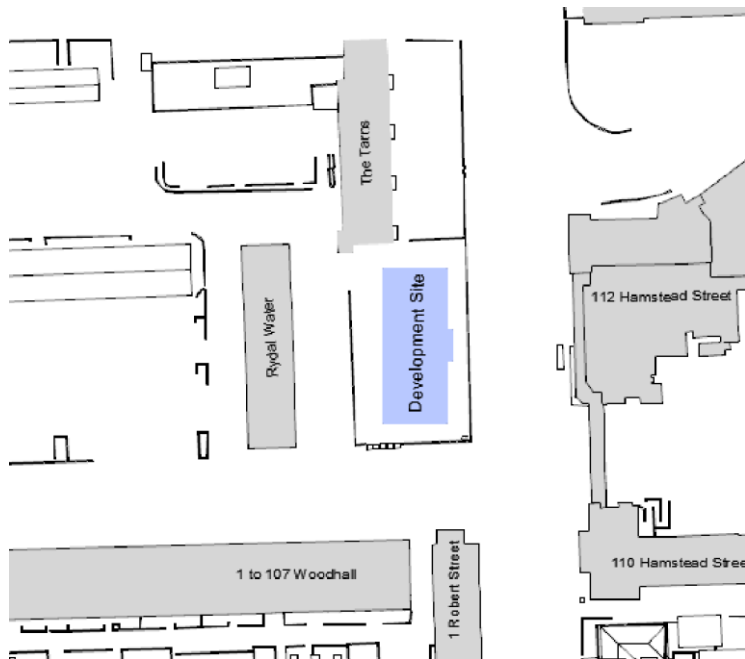 The Tarns
112 Hamstead Street
Rydal Water
Development Site
1 to 107 Woodhall
1 Robert Street
110 Hamstead Stree